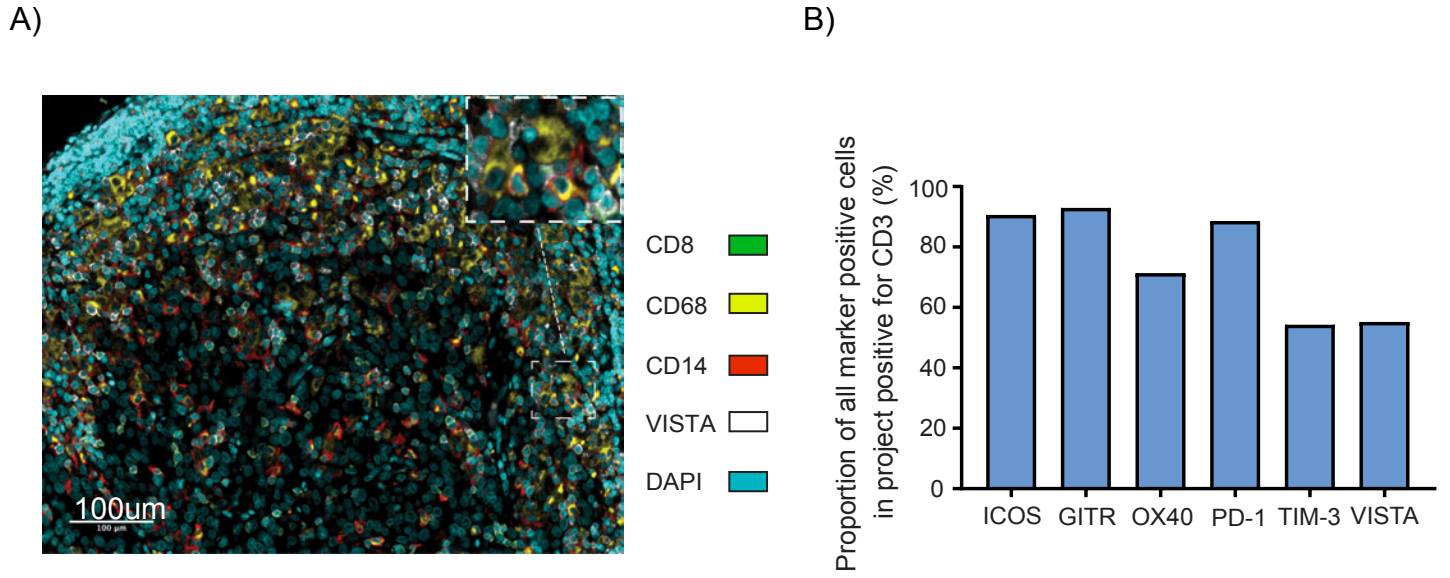 A)
B)
CD8
CD68
CD14
VISTA
DAPI
100um
100 μm
Proportion of all marker positive cells
in project positive for CD3 (%)
100
80
60
40
20
0
ICOS GITR OX40 PD-1 TIM-3 VISTA